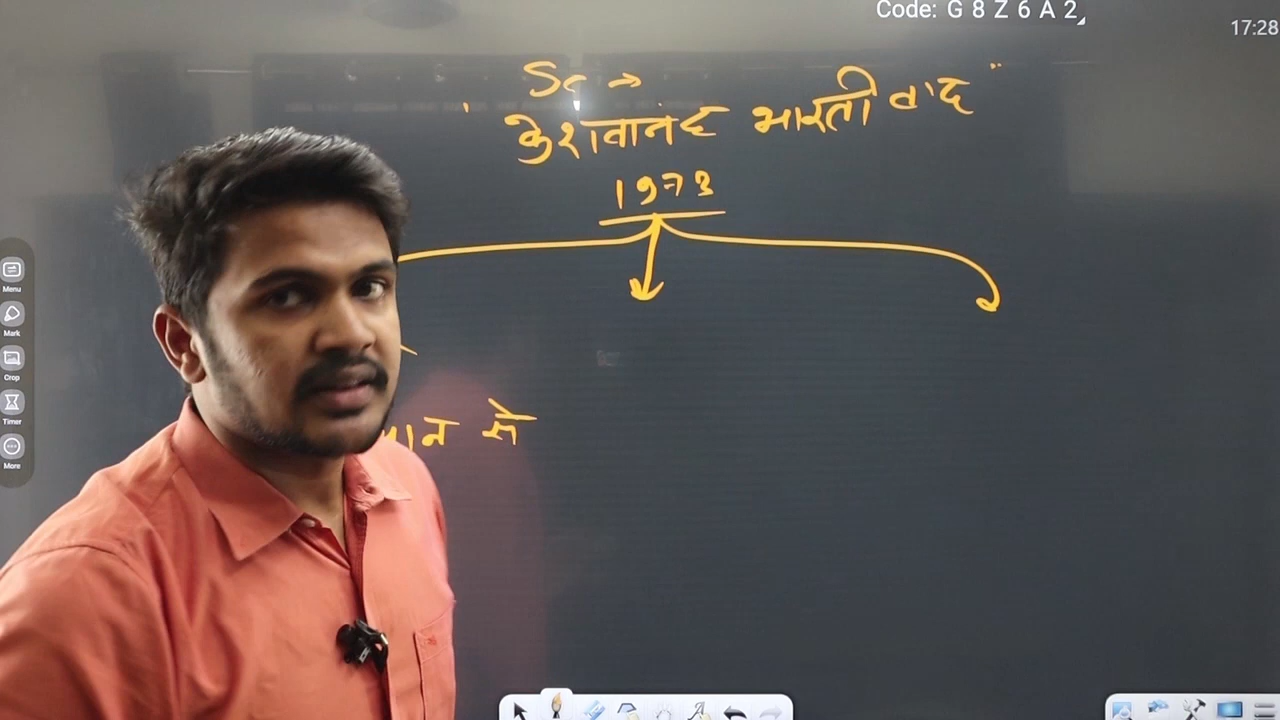 Code: G 8 Z 6 A 2
17:28
Sc →
केशवानंद भारती वाद"
1973
से
Menu
Mark
Crop
Timer
More